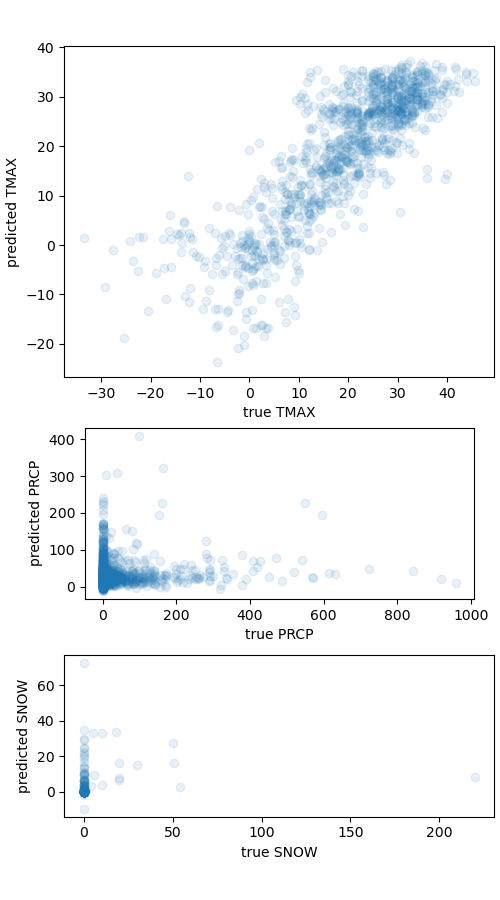 40
30
20
10
0
−10
−20
predicted TMAX
−30 −20 −10 0 10 20 30 40
true TMAX
400
300
200
100
0
predicted PRCP
0 200 400 600 800 1000
true PRCP
60
40
20
0
predicted SNOW
0 50 100 150 200
true SNOW